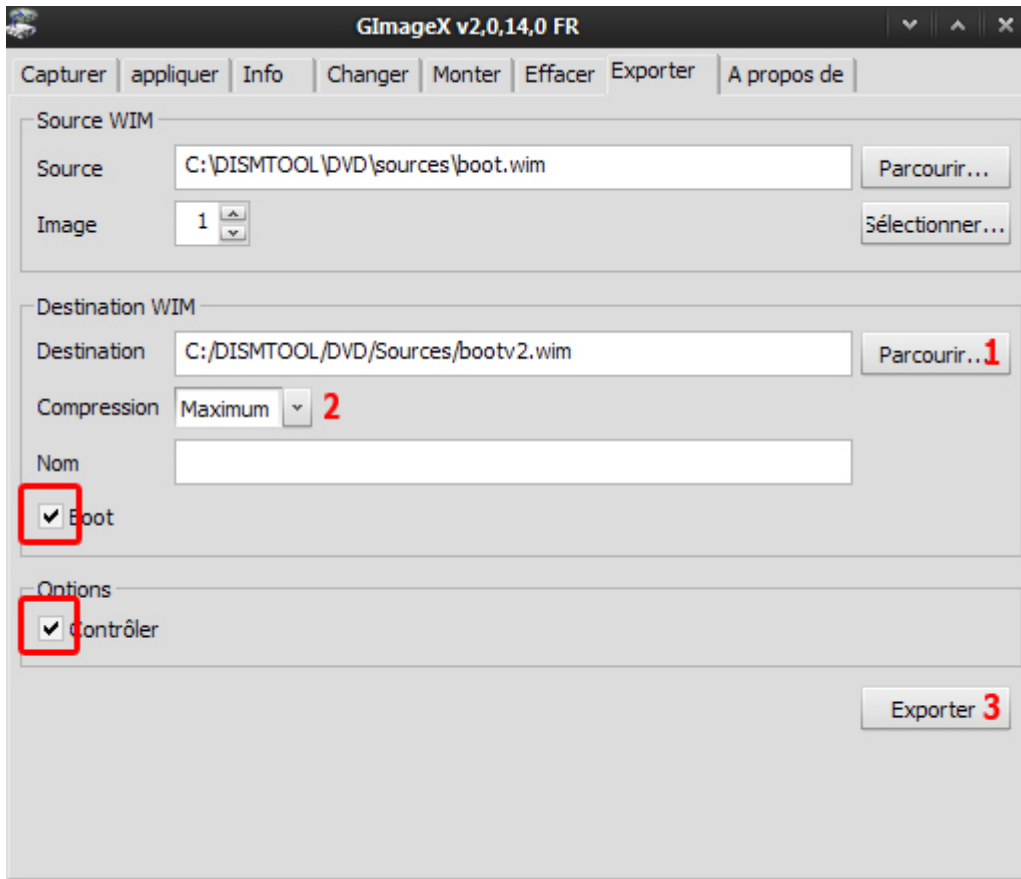 GImageX v2,0,14,0 FR
Capturer appliquer Info Changer Monter Effacer Exporter A propos de
Source WIM
Source C:\DISMTOOL\DVD\sources\boot.wim Parcourir...
Image 1 Sélectionner...
Destination WIM
Destination C:/DISMTOOL/DVD/Sources/bootv2.wim Parcourir... 1
Compression Maximum 2
Nom
Boot
Options
Contrôler
Exporter 3